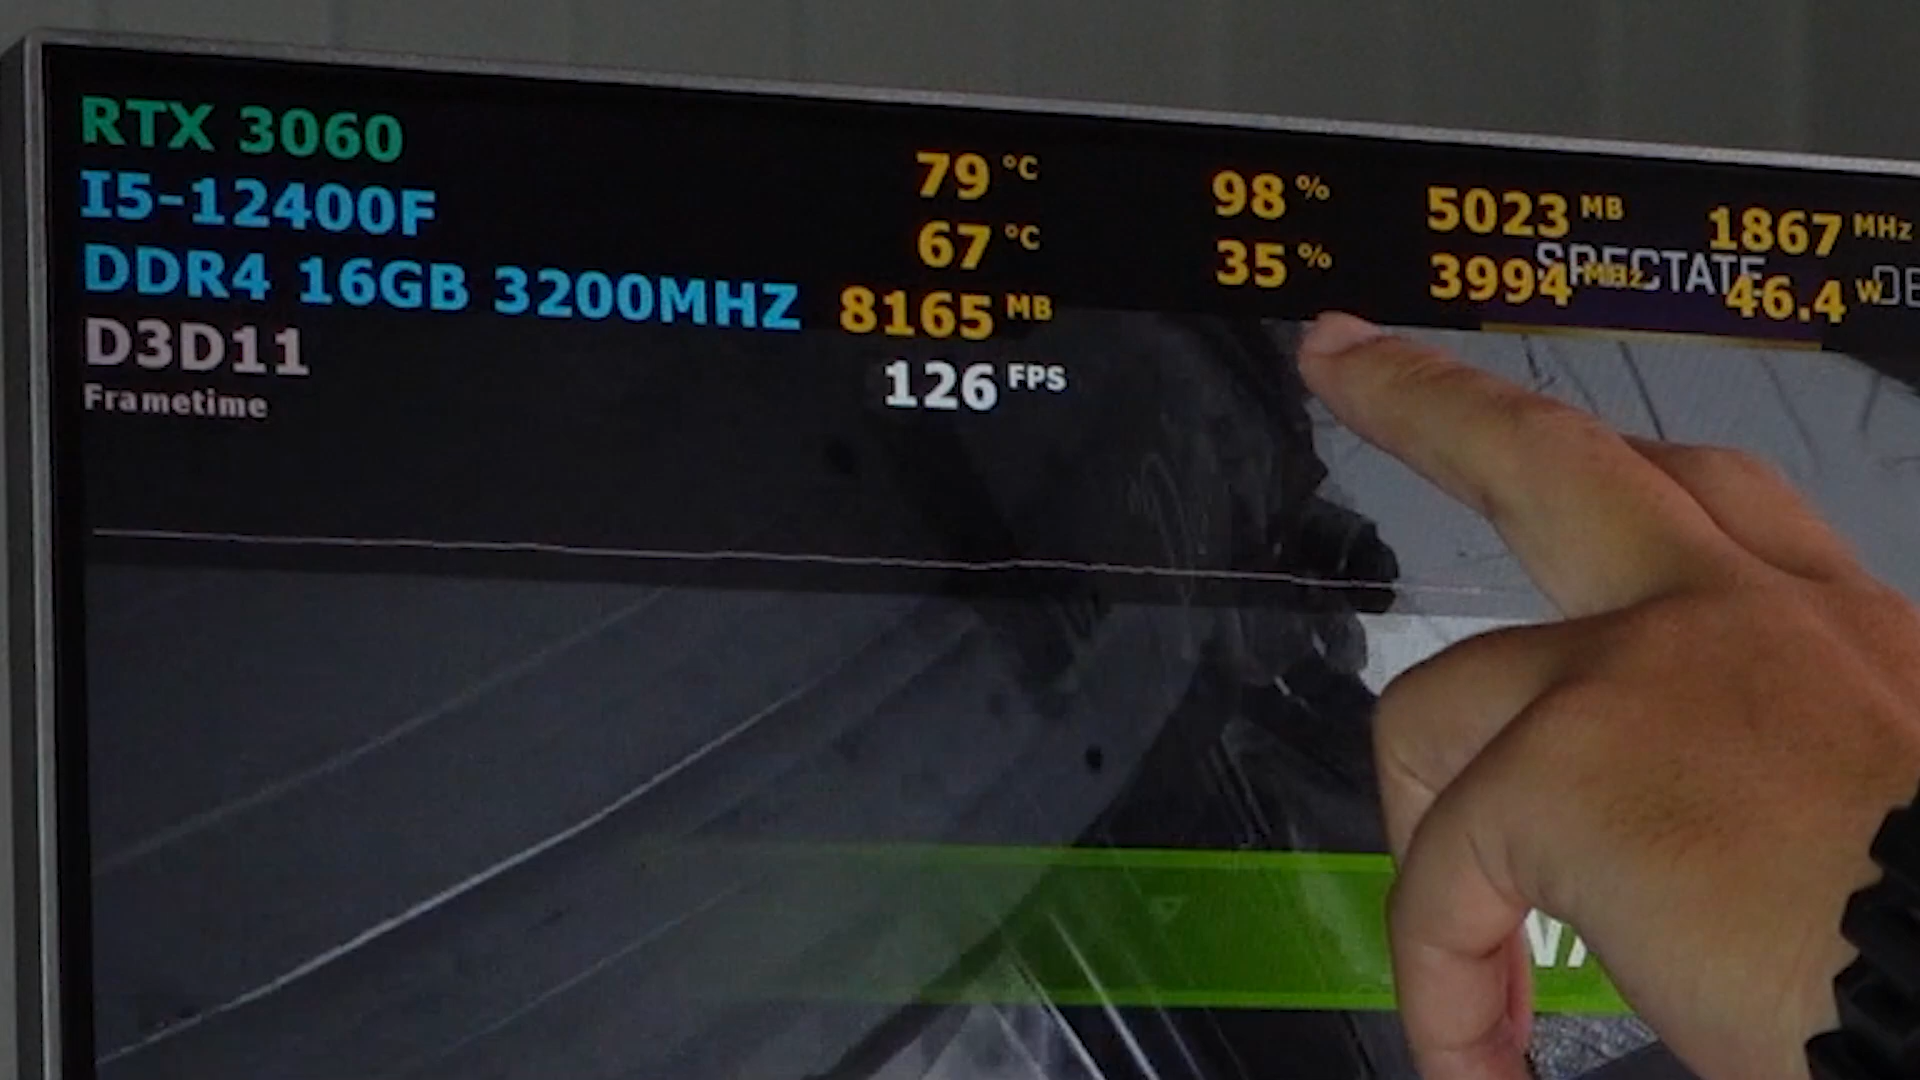 RTX 3060 79 °C 98 % 5023 MB 1867 MHz
I5-12400F 67 °C 35 % 3994 MHz 46.4 W
DDR4 16GB 3200MHZ 8165 MB
D3D11 126 FPS
Frametime
SPECTATE